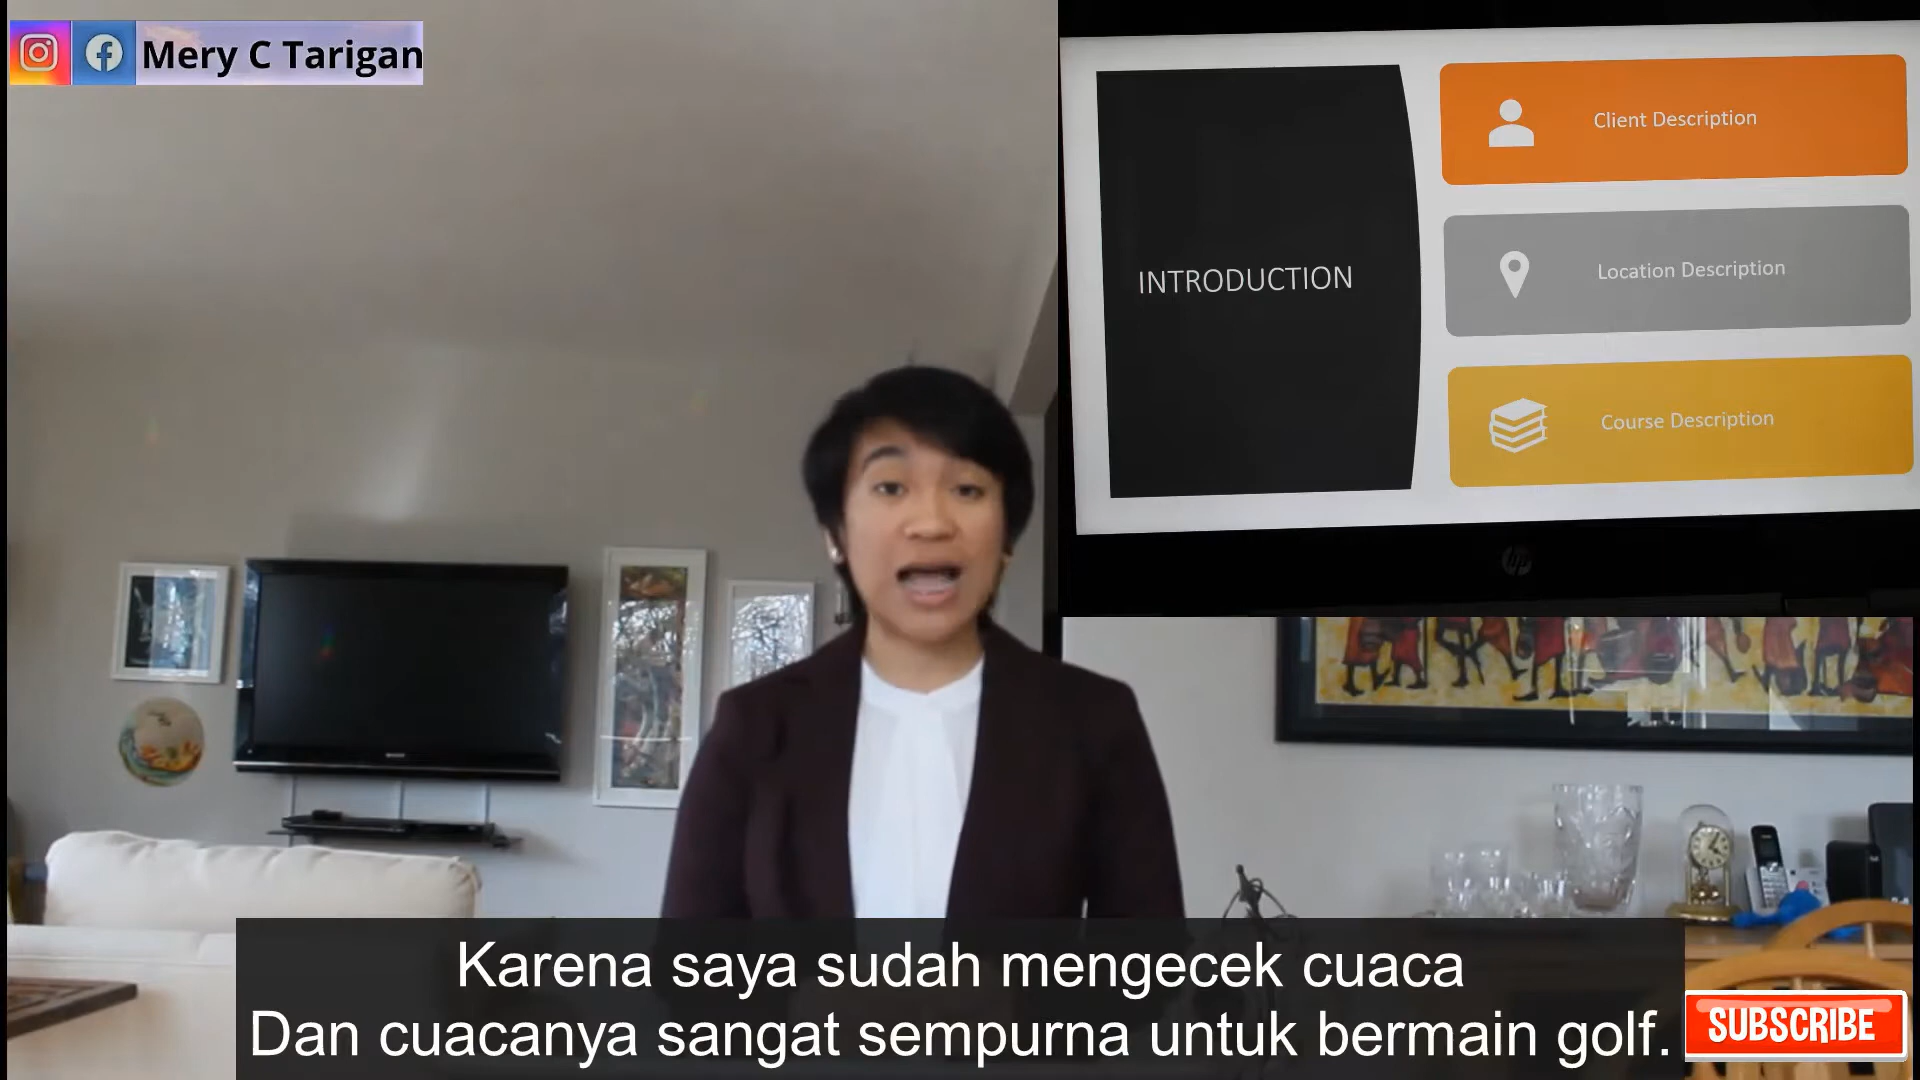 Mery C Tarigan
INTRODUCTION
Client Description
Location Description
Course Description
hp
Karena saya sudah mengecek cuaca
Dan cuacanya sangat sempurna untuk bermain golf.
SUBSCRIBE